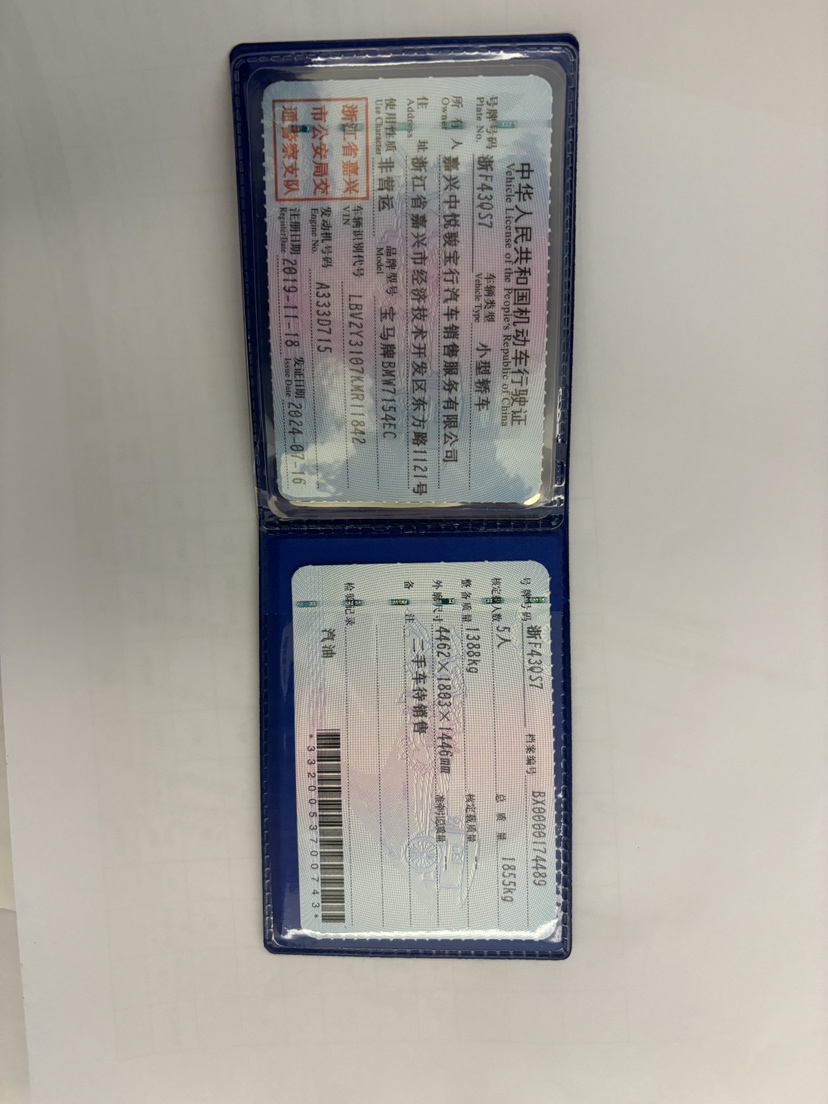 中华人民共和国机动车行驶证
Vehicle License of the People's Republic of China
号牌号码 浙F43QS7 车辆类型 小型轿车
Plate No. Vehicle Type
所有人 嘉兴中悦骏宝行汽车销售服务有限公司
Owner
住址 浙江省嘉兴市经济技术开发区东方路1121号
Address
使用性质 非营运 品牌型号 宝马牌BMW7154EC
Use Character Model
浙江省嘉兴
市公安局交
通警察支队
车辆识别代号 LBV2Y3107KMR11842
VIN
发动机号码 A333D715
Engine No.
注册日期 2019-11-18 发证日期 2024-07-16
Register Date Issue Date
号牌号码 浙F43QS7 档案编号 BX0000174489
核定载人数 5人 总质量 1855kg
整备质量 1388kg 核定载质量 --
外廓尺寸 4462×1803×1446mm 准牵引总质量 --
备注 二手车待销售
检验记录
汽油
*3320053700743*